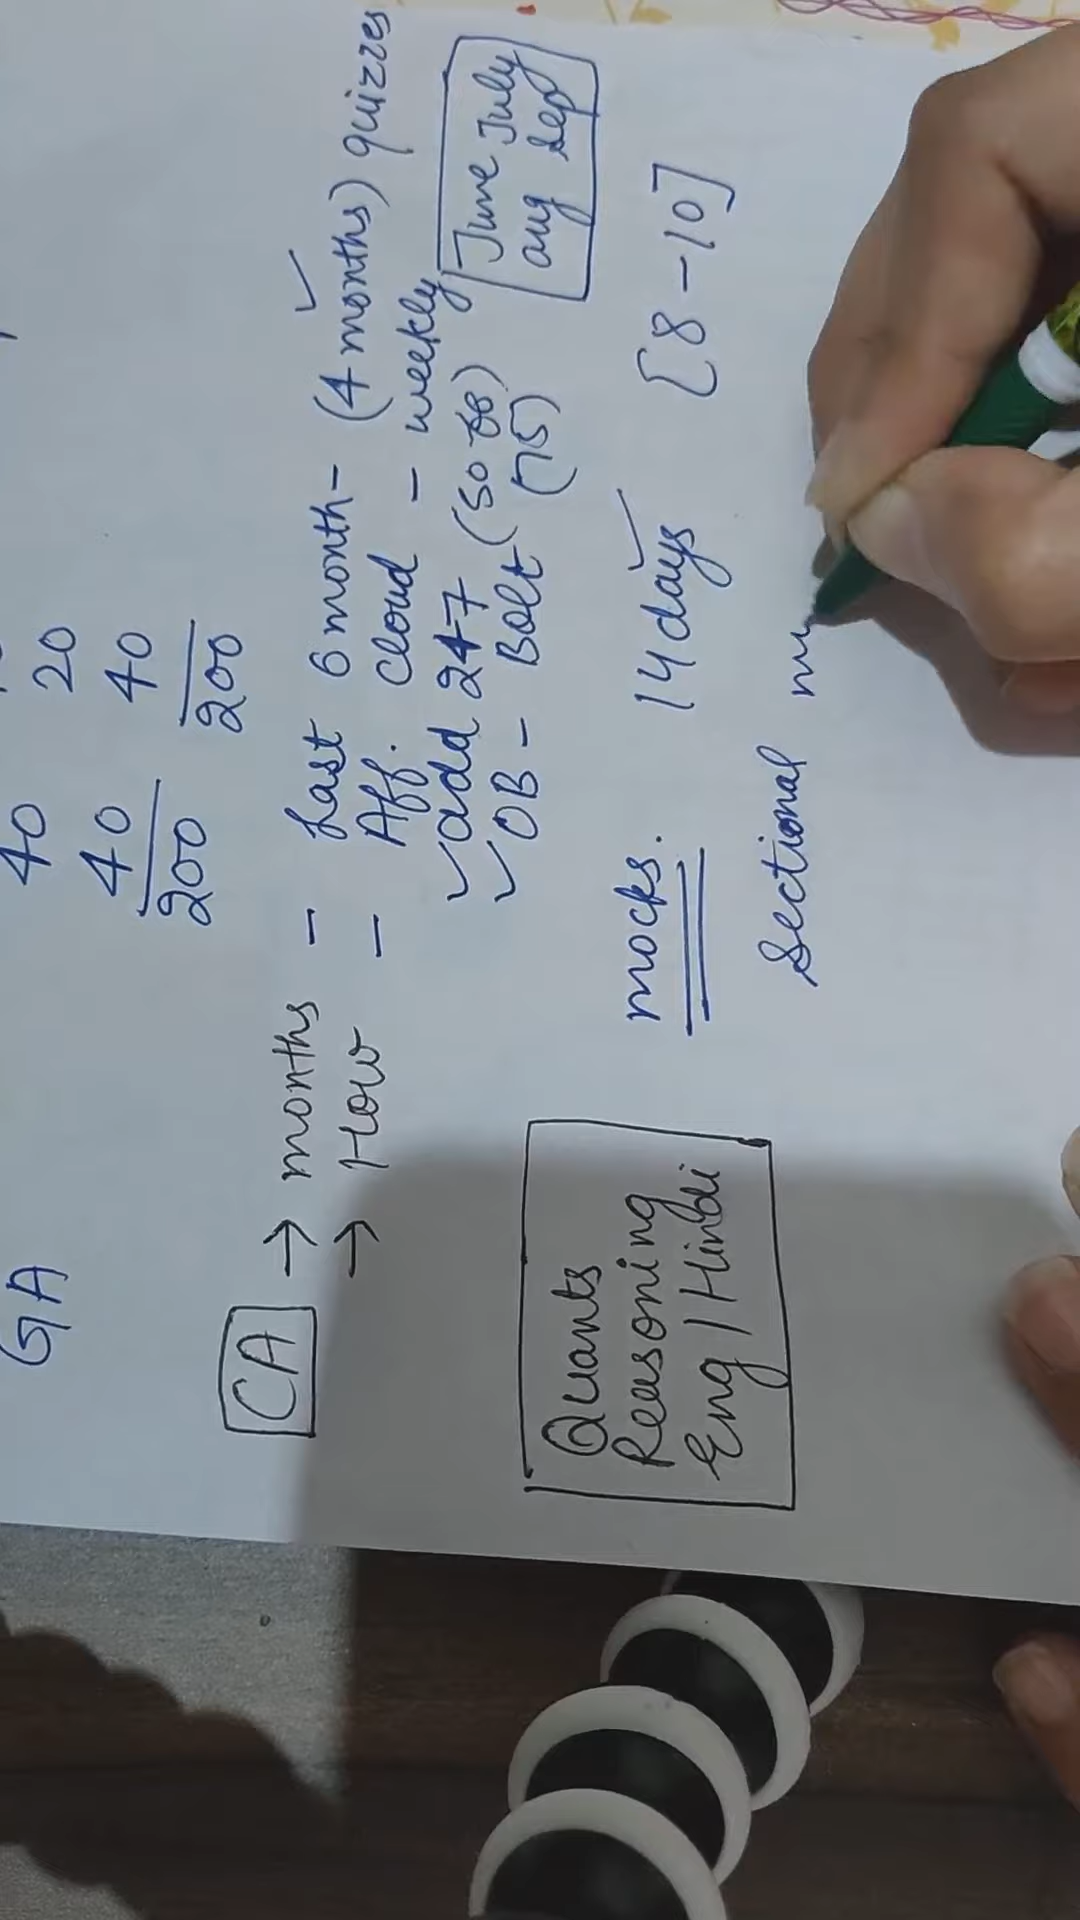 GA
40 20
40 40
200 200
CA → months - Last 6 month - (4 months) quizzes
→ How - Aff. Cloud - weekly
add 247 (50
OB - Bolt (75)
June July
aug Sep
Quants
Reasoning
Eng / Hindi
mocks. 14 days [8-10]
Sectional